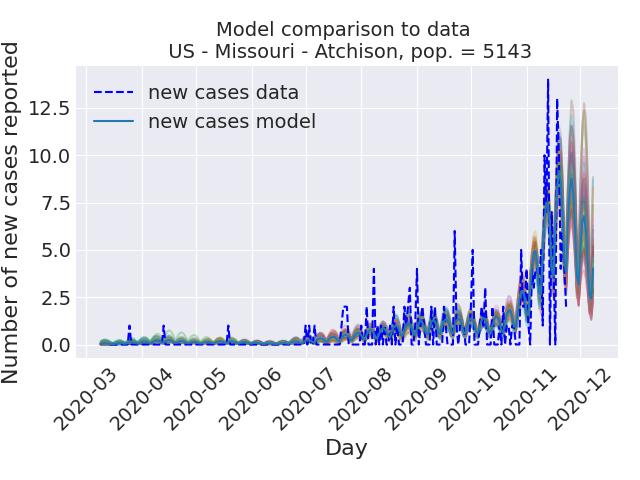 Model comparison to data
US - Missouri - Atchison, pop. = 5143
new cases data
new cases model
Number of new cases reported
12.5
10.0
7.5
5.0
2.5
0.0
2020-03
2020-04
2020-05
2020-06
2020-07
2020-08
2020-09
2020-10
2020-11
2020-12
Day